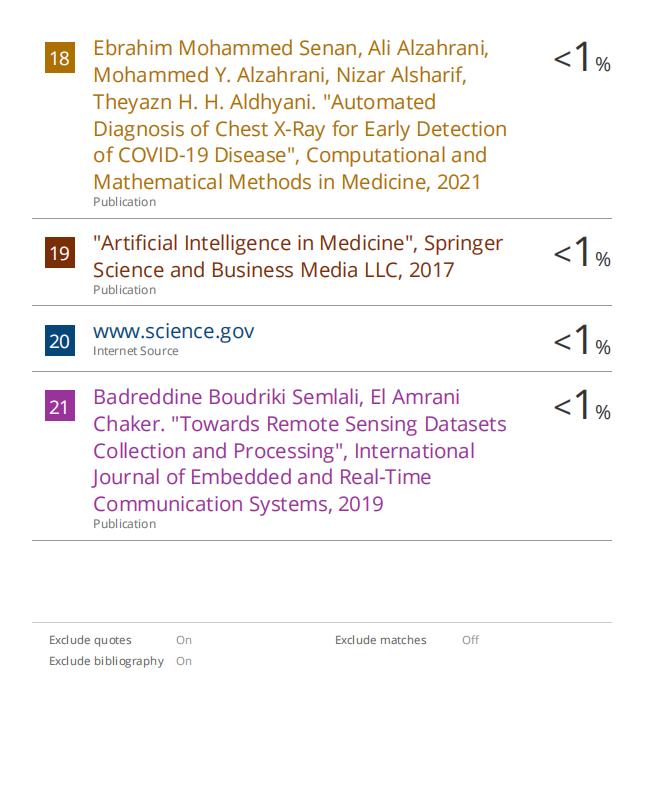 18 Ebrahim Mohammed Senan, Ali Alzahrani, <1%
Mohammed Y. Alzahrani, Nizar Alsharif,
Theyazn H. H. Aldhyani. "Automated
Diagnosis of Chest X-Ray for Early Detection
of COVID-19 Disease", Computational and
Mathematical Methods in Medicine, 2021
Publication
19 "Artificial Intelligence in Medicine", Springer <1%
Science and Business Media LLC, 2017
Publication
20 www.science.gov <1%
Internet Source
21 Badreddine Boudriki Semlali, El Amrani <1%
Chaker. "Towards Remote Sensing Datasets
Collection and Processing", International
Journal of Embedded and Real-Time
Communication Systems, 2019
Publication
Exclude quotes On Exclude matches Off
Exclude bibliography On